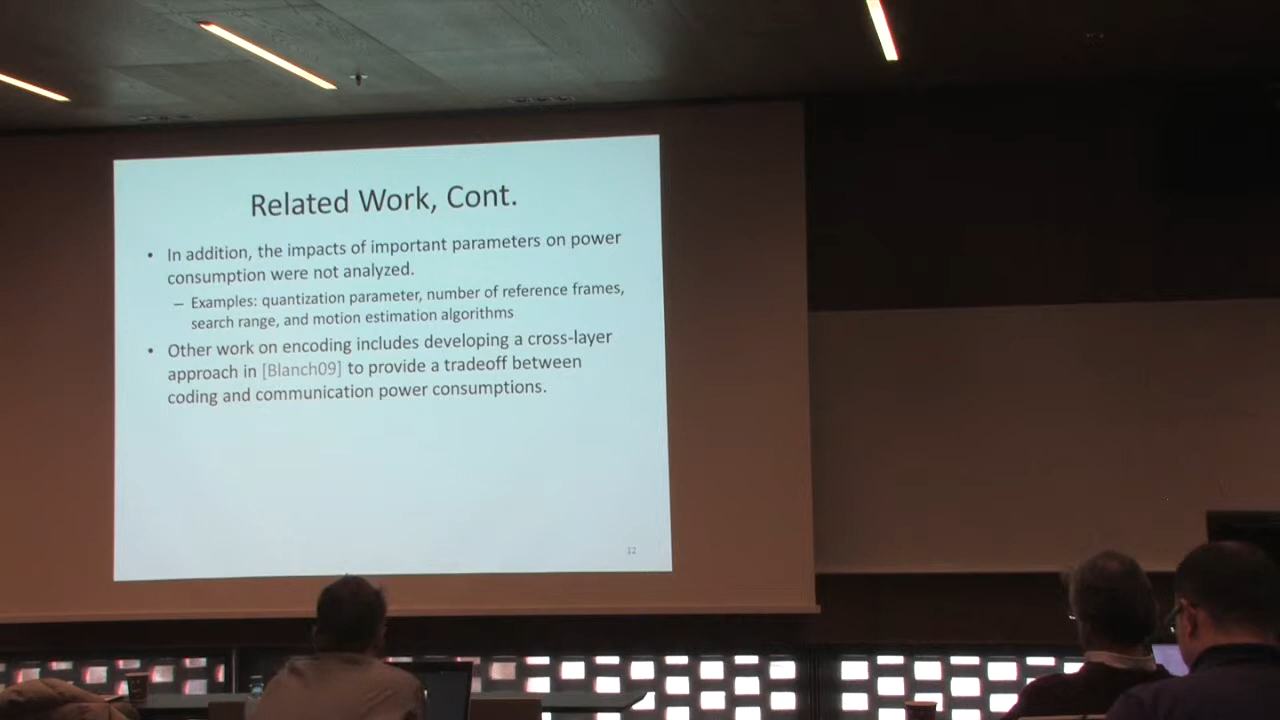 Related Work, Cont.
• In addition, the impacts of important parameters on power
consumption were not analyzed.
– Examples: quantization parameter, number of reference frames,
search range, and motion estimation algorithms
• Other work on encoding includes developing a cross-layer
approach in [Blanch09] to provide a tradeoff between
coding and communication power consumptions.
12